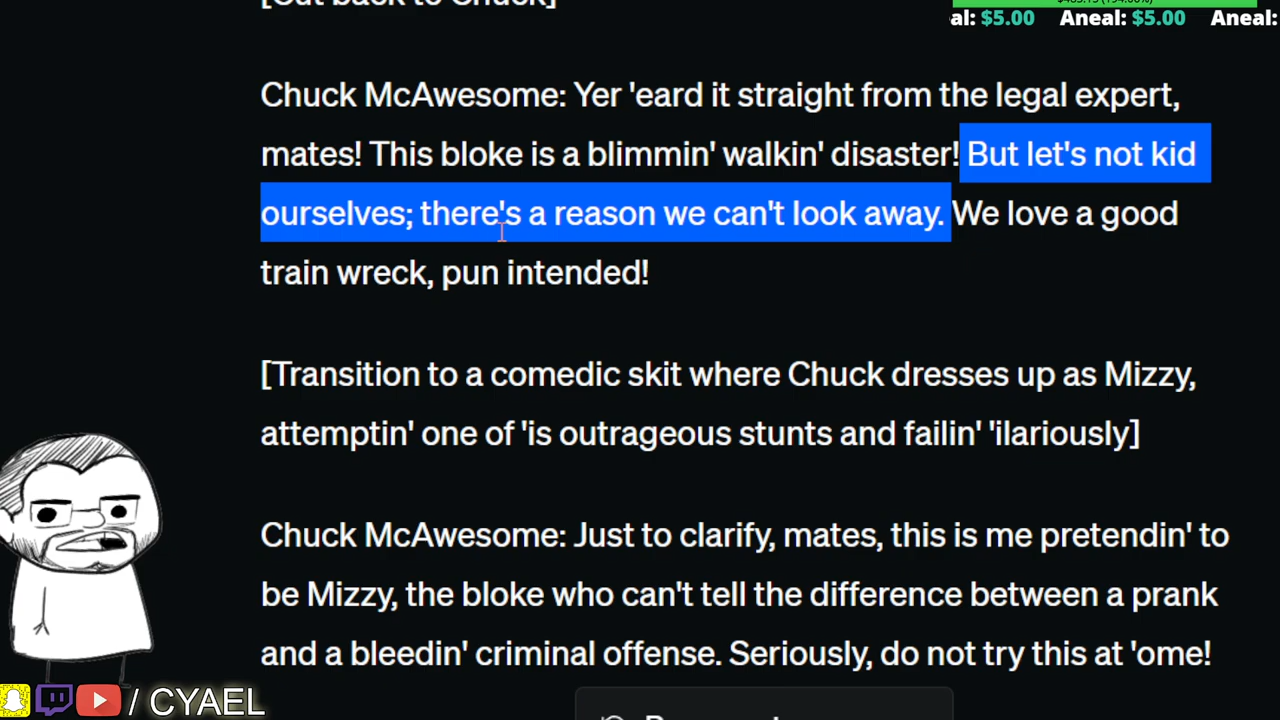 [Cut back to Chuck]
al: $5.00 Aneal: $5.00 Aneal:
Chuck McAwesome: Yer 'eard it straight from the legal expert,
mates! This bloke is a blimmin' walkin' disaster! But let's not kid
ourselves; there's a reason we can't look away. We love a good
train wreck, pun intended!
[Transition to a comedic skit where Chuck dresses up as Mizzy,
attemptin' one of 'is outrageous stunts and failin' 'ilariously]
Chuck McAwesome: Just to clarify, mates, this is me pretendin' to
be Mizzy, the bloke who can't tell the difference between a prank
and a bleedin' criminal offense. Seriously, do not try this at 'ome!
/ CYAEL